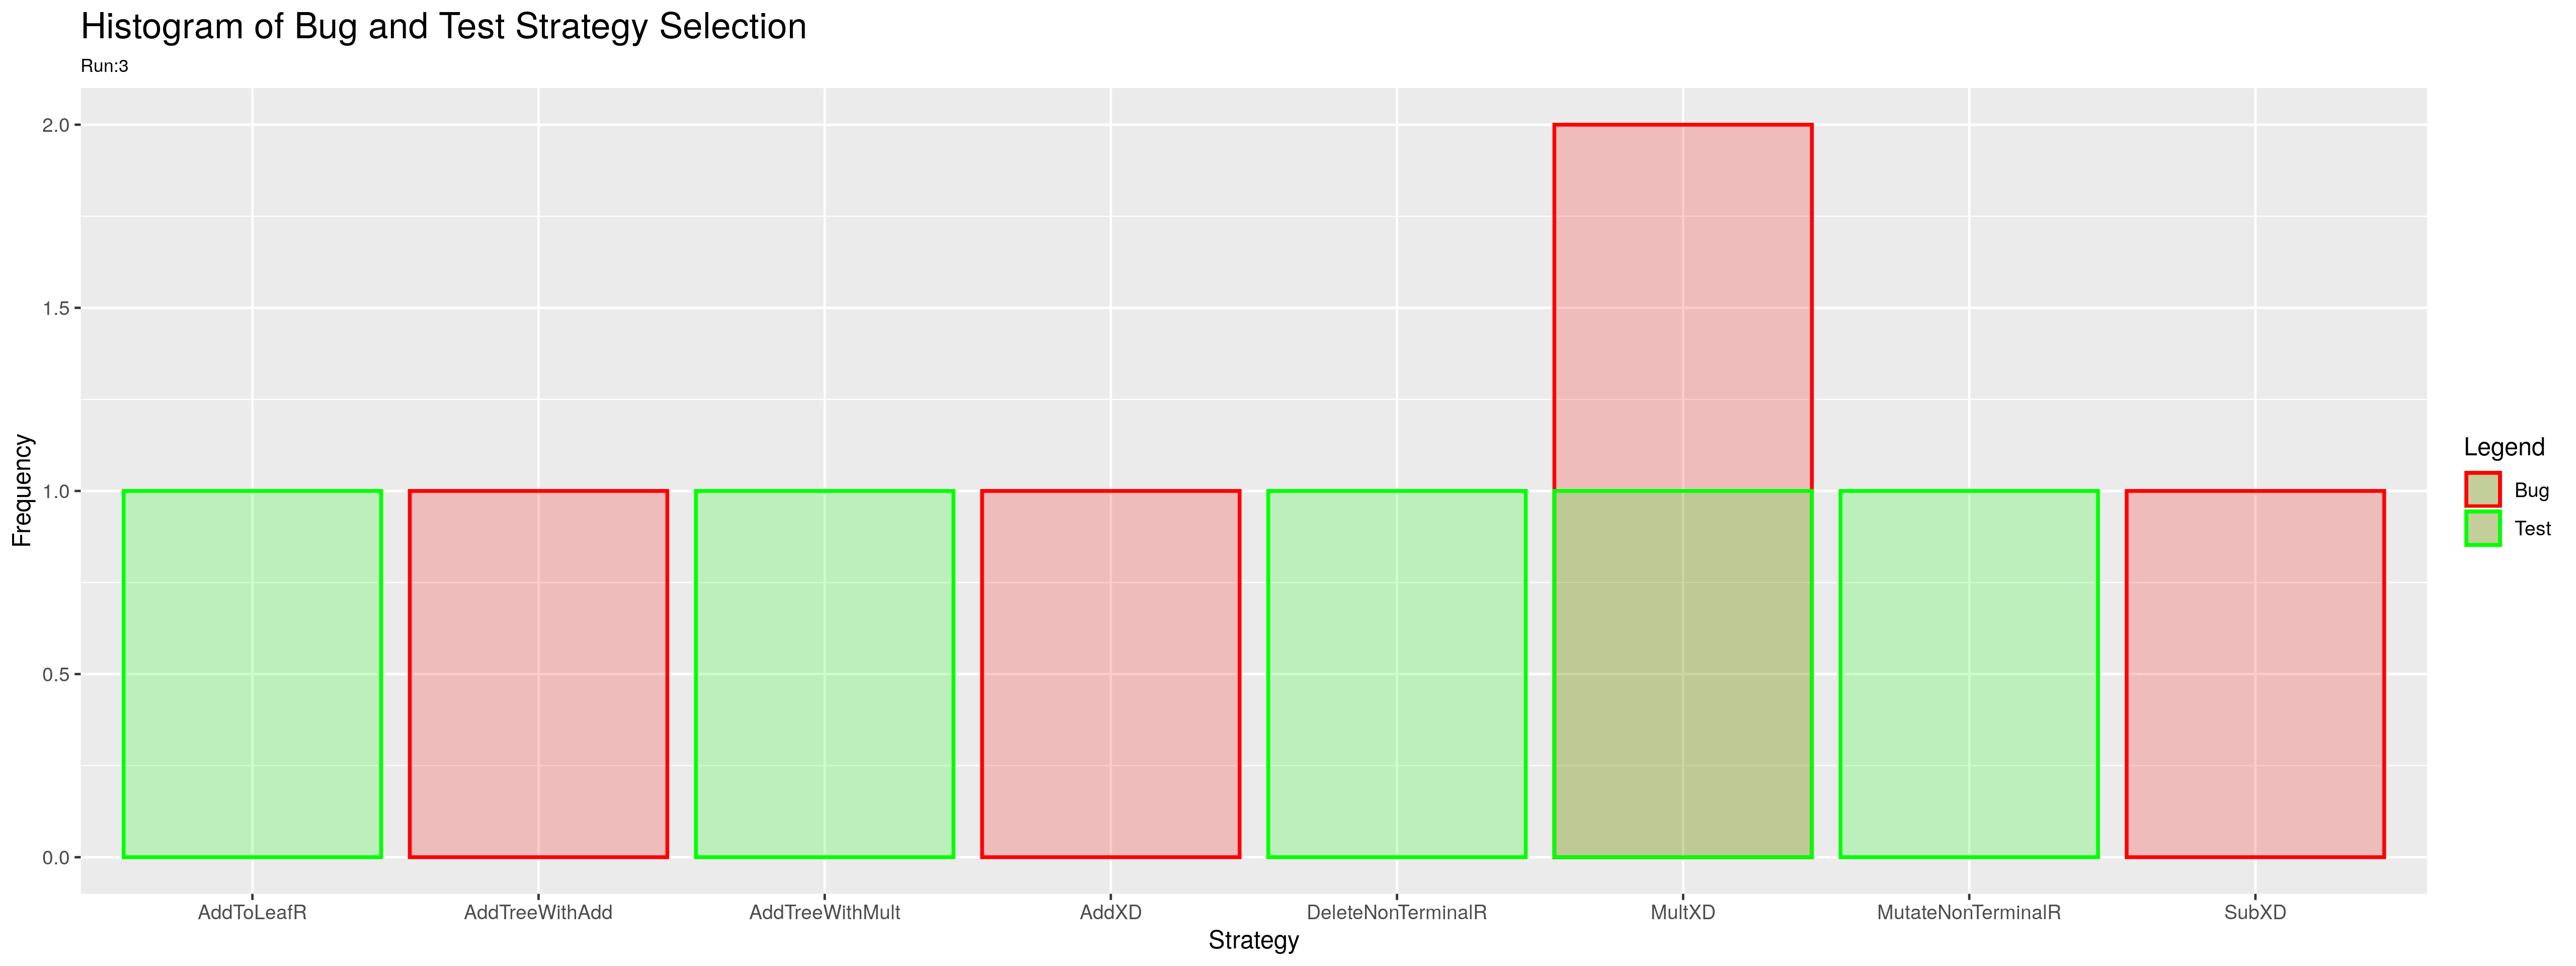 Histogram of Bug and Test Strategy Selection
Run:3
Frequency
2.0
1.5
1.0
0.5
0.0
AddToLeafR AddTreeWithAdd AddTreeWithMult AddXD DeleteNonTerminalR MultXD MutateNonTerminalR SubXD
Strategy
Legend
Bug
Test